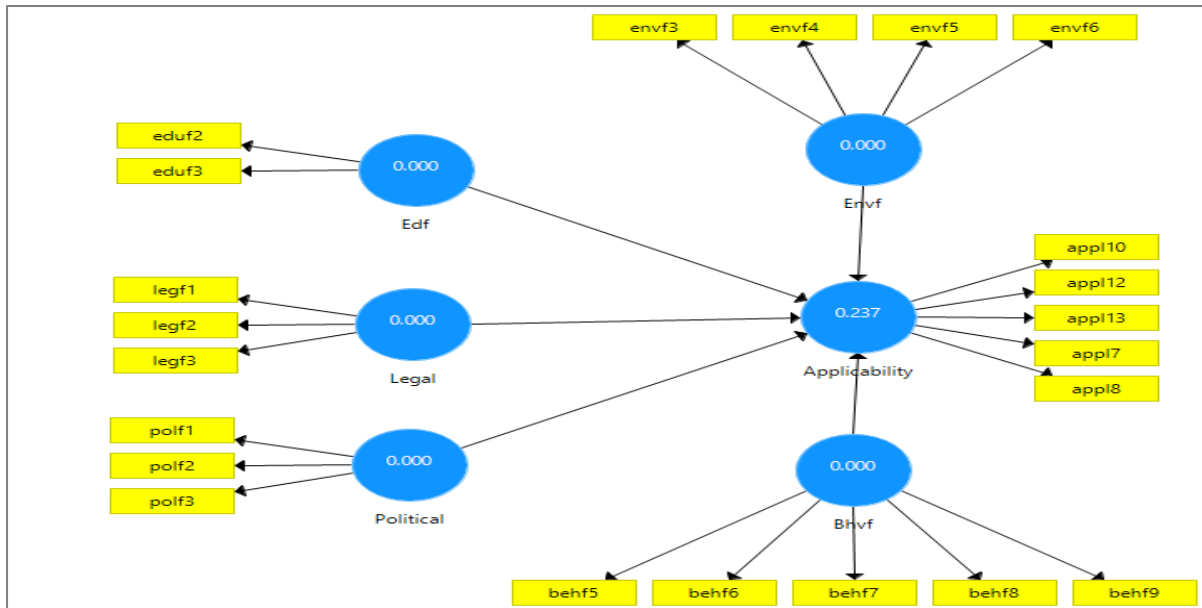 envf3
envf4
envf5
envf6
eduf2
eduf3
0.000
Edf
0.000
Envf
legf1
legf2
legf3
0.000
Legal
0.237
Applicability
appl10
appl12
appl13
appl7
appl8
polf1
polf2
polf3
0.000
Political
0.000
Bhvf
behf5
behf6
behf7
behf8
behf9